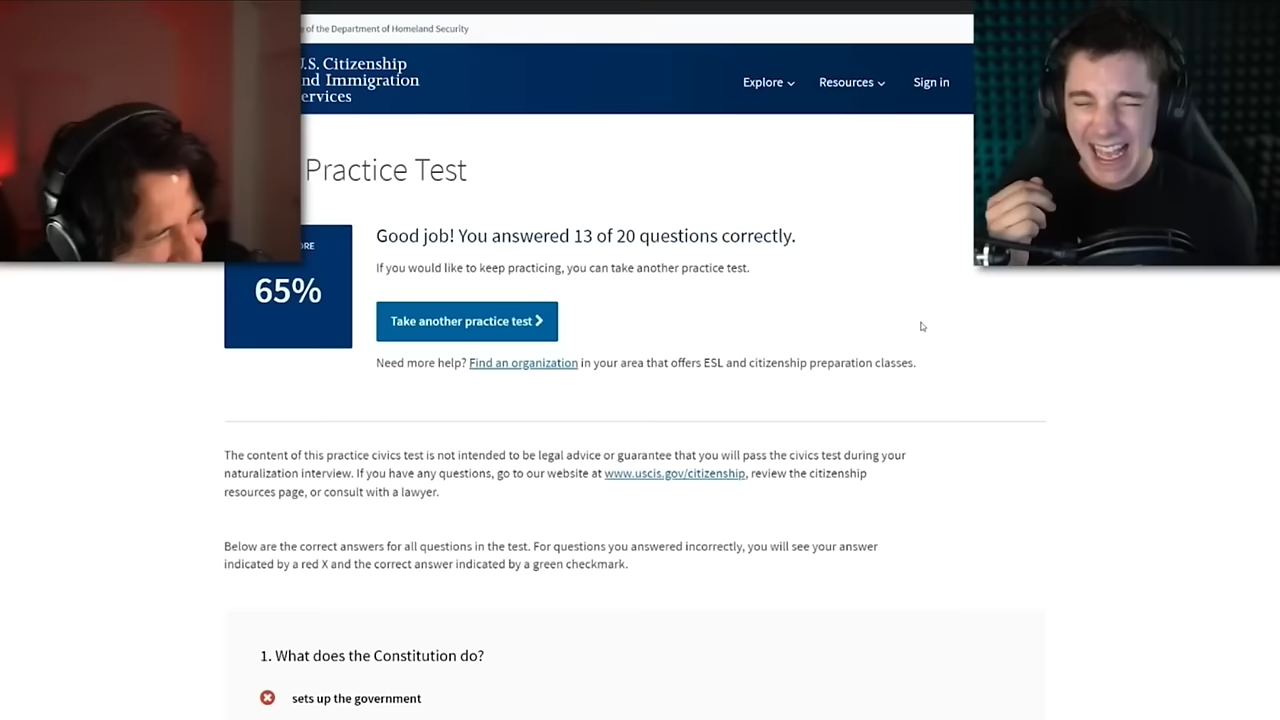 of the Department of Homeland Security
U.S. Citizenship
nd Immigration
ervices
Explore
Resources
Sign in
Practice Test
ORE
65%
Good job! You answered 13 of 20 questions correctly.
If you would like to keep practicing, you can take another practice test.
Take another practice test
Need more help? Find an organization in your area that offers ESL and citizenship preparation classes.
The content of this practice civics test is not intended to be legal advice or guarantee that you will pass the civics test during your
naturalization interview. If you have any questions, go to our website at www.uscis.gov/citizenship, review the citizenship
resources page, or consult with a lawyer.
Below are the correct answers for all questions in the test. For questions you answered incorrectly, you will see your answer
indicated by a red X and the correct answer indicated by a green checkmark.
1. What does the Constitution do?
sets up the government